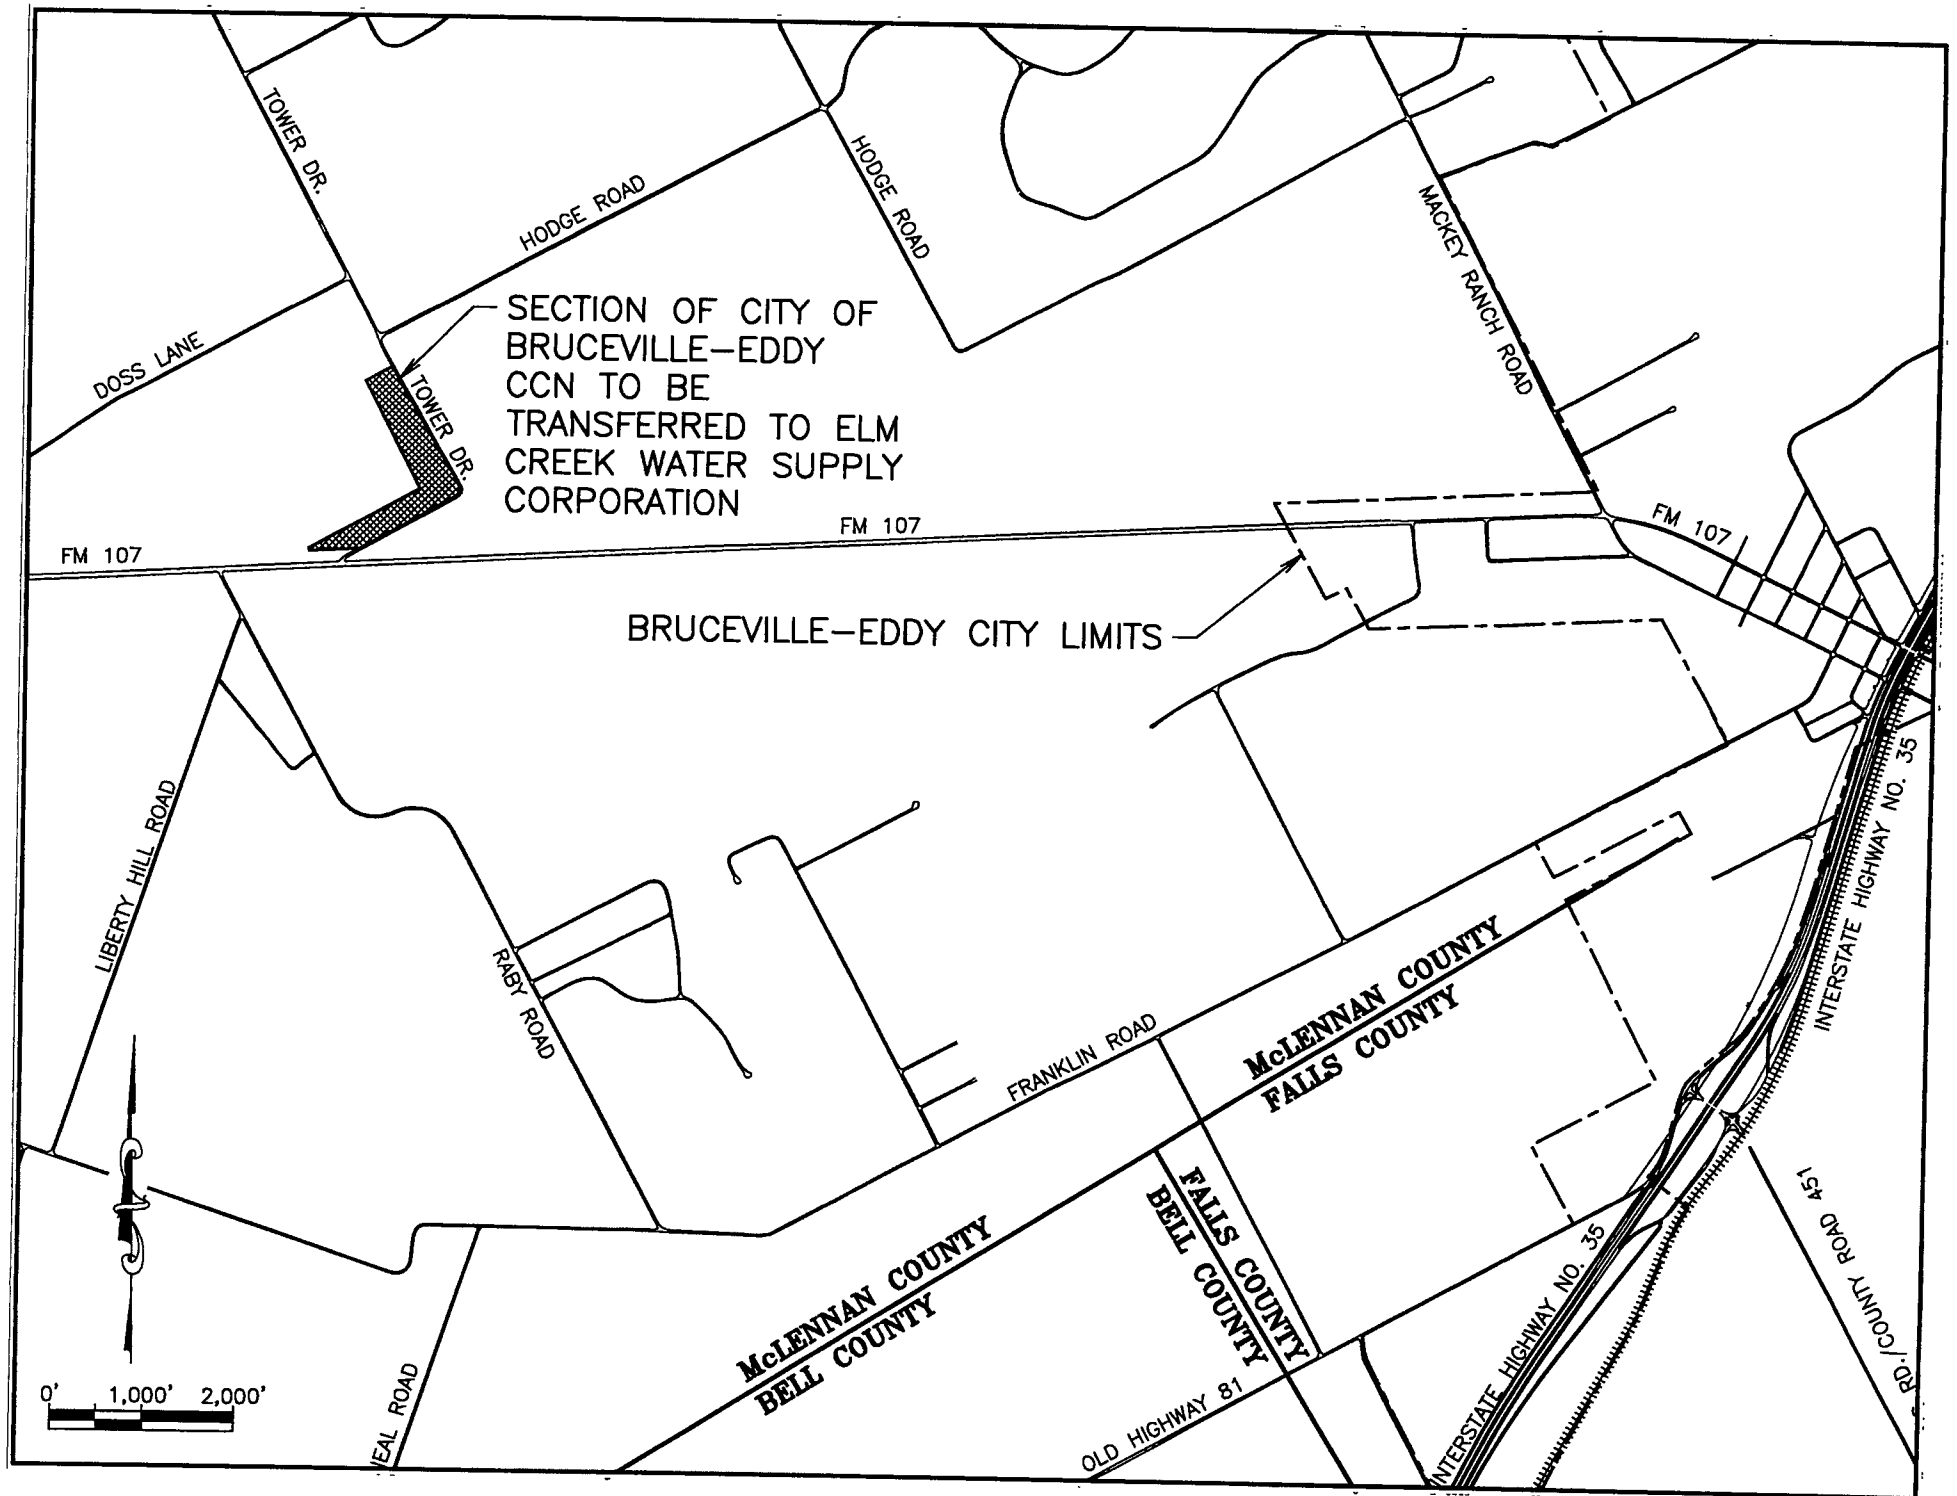 TOWER DR.
HODGE ROAD
HODGE ROAD
MACKEY RANCH ROAD
DOSS LANE
TOWER DR.
SECTION OF CITY OF
BRUCEVILLE–EDDY
CCN TO BE
TRANSFERRED TO ELM
CREEK WATER SUPPLY
CORPORATION
FM 107
FM 107
FM 107
BRUCEVILLE–EDDY CITY LIMITS
LIBERTY HILL ROAD
RABY ROAD
FRANKLIN ROAD
McLENNAN COUNTY
FALLS COUNTY
INTERSTATE HIGHWAY NO. 35
FALLS COUNTY
BELL COUNTY
McLENNAN COUNTY
BELL COUNTY
INTERSTATE HIGHWAY NO. 35
RD./COUNTY ROAD 451
OLD HIGHWAY 81
EAL ROAD
0' 1,000' 2,000'